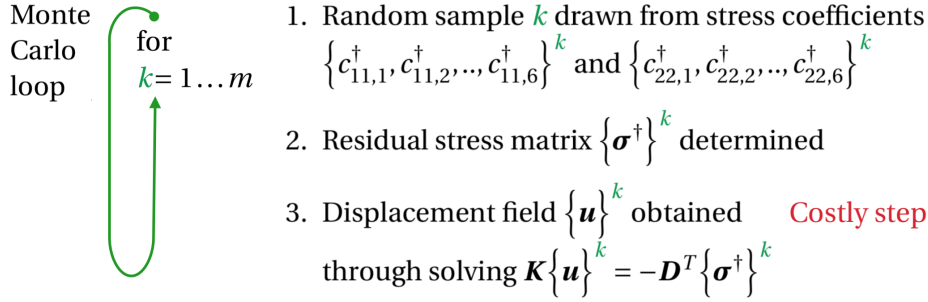 Monte
Carlo
loop
for
k= 1…m
1. Random sample k drawn from stress coefficients
{c†₁₁,₁, c†₁₁,₂, .., c†₁₁,₆}ᵏ and {c†₂₂,₁, c†₂₂,₂, .., c†₂₂,₆}ᵏ
2. Residual stress matrix {σ†}ᵏ determined
3. Displacement field {u}ᵏ obtained Costly step
through solving K{u}ᵏ = −Dᵀ{σ†}ᵏ